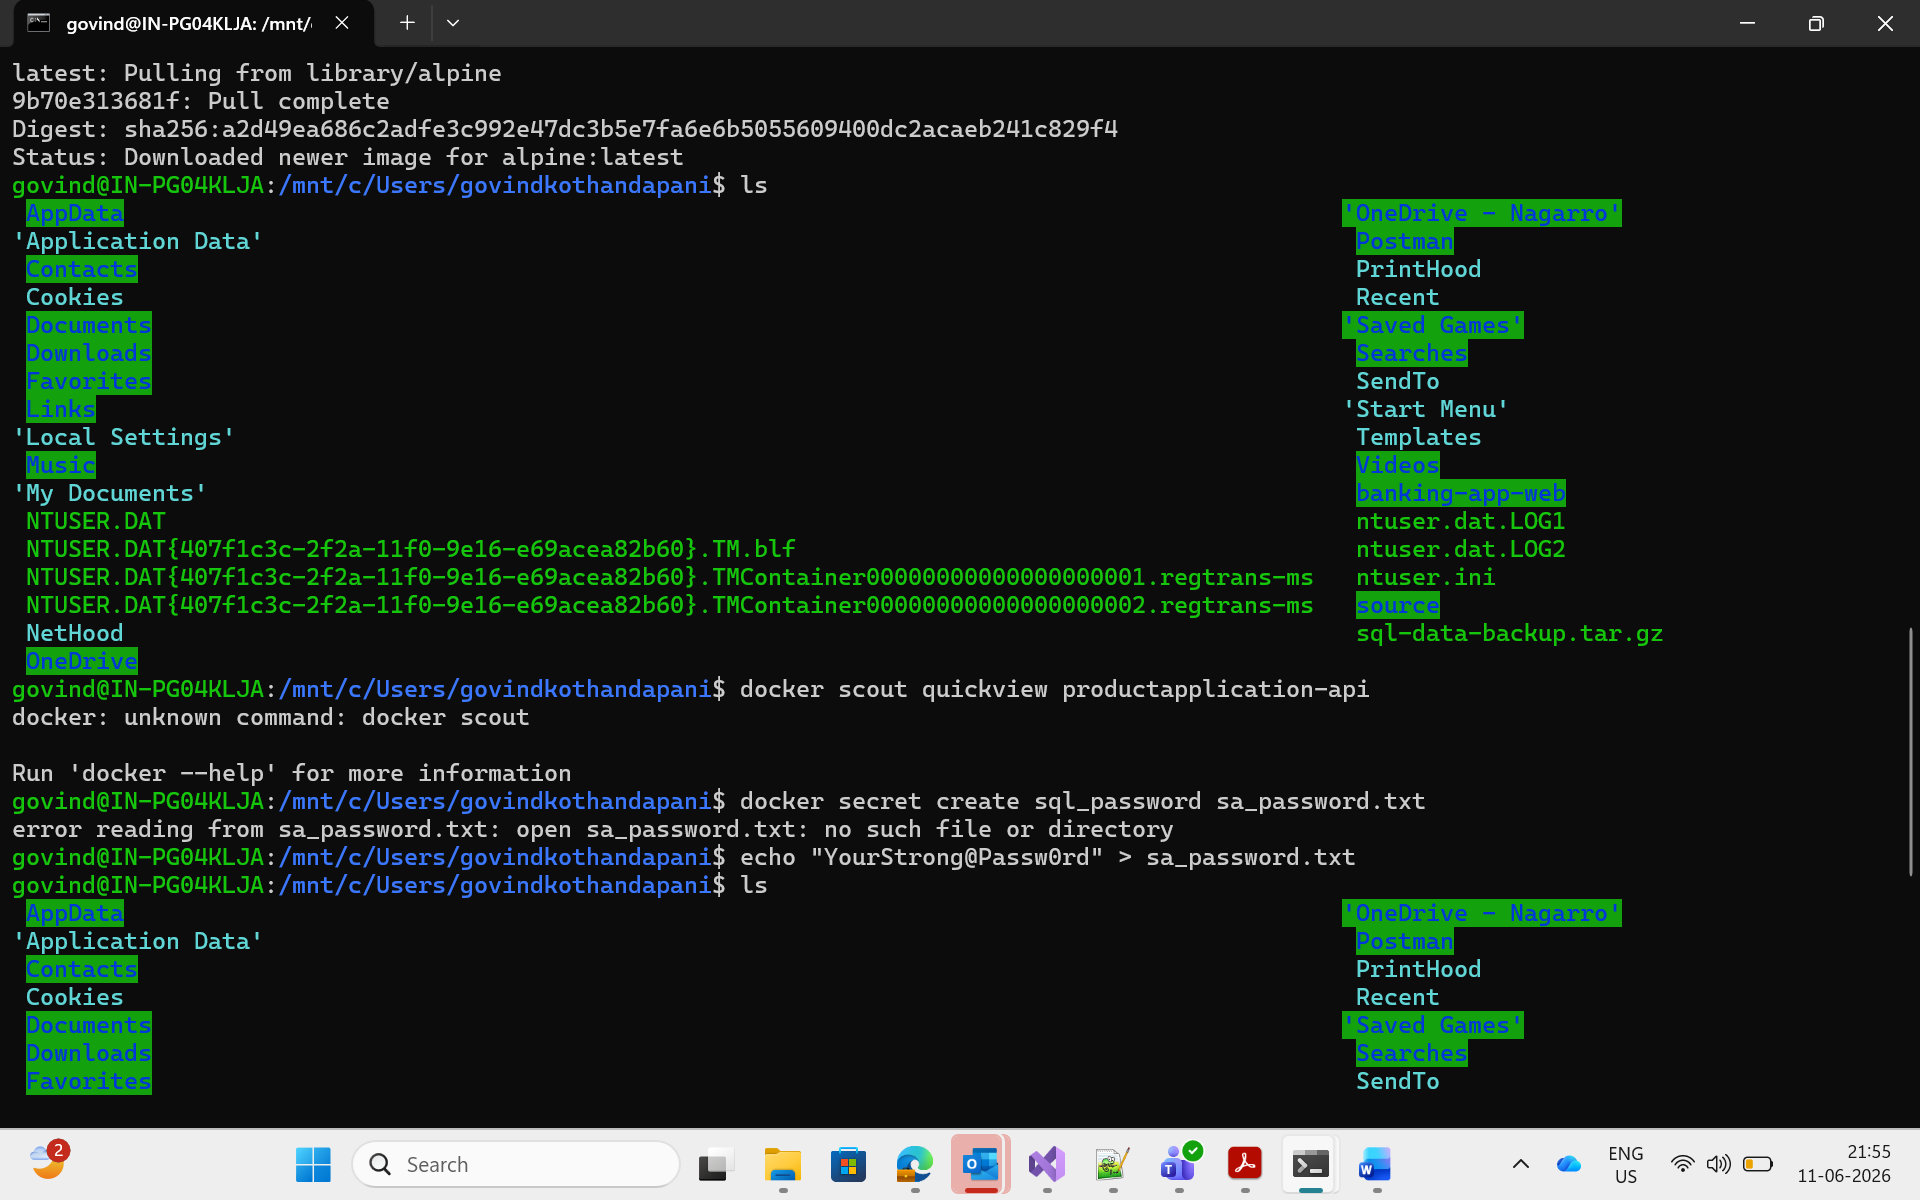 govind@IN-PG04KLJA: /mnt/
latest: Pulling from library/alpine
9b70e313681f: Pull complete
Digest: sha256:a2d49ea686c2adfe3c992e47dc3b5e7fa6e6b5055609400dc2acaeb241c829f4
Status: Downloaded newer image for alpine:latest
govind@IN-PG04KLJA:/mnt/c/Users/govindkothandapani$ ls
AppData 'OneDrive - Nagarro'
'Application Data' Postman
Contacts PrintHood
Cookies Recent
Documents 'Saved Games'
Downloads Searches
Favorites SendTo
Links 'Start Menu'
'Local Settings' Templates
Music Videos
'My Documents' banking-app-web
NTUSER.DAT ntuser.dat.LOG1
NTUSER.DAT{407f1c3c-2f2a-11f0-9e16-e69acea82b60}.TM.blf ntuser.dat.LOG2
NTUSER.DAT{407f1c3c-2f2a-11f0-9e16-e69acea82b60}.TMContainer00000000000000000001.regtrans-ms ntuser.ini
NTUSER.DAT{407f1c3c-2f2a-11f0-9e16-e69acea82b60}.TMContainer00000000000000000002.regtrans-ms source
NetHood sql-data-backup.tar.gz
OneDrive
govind@IN-PG04KLJA:/mnt/c/Users/govindkothandapani$ docker scout quickview productapplication-api
docker: unknown command: docker scout
Run 'docker --help' for more information
govind@IN-PG04KLJA:/mnt/c/Users/govindkothandapani$ docker secret create sql_password sa_password.txt
error reading from sa_password.txt: open sa_password.txt: no such file or directory
govind@IN-PG04KLJA:/mnt/c/Users/govindkothandapani$ echo "YourStrong@Passw0rd" > sa_password.txt
govind@IN-PG04KLJA:/mnt/c/Users/govindkothandapani$ ls
AppData 'OneDrive - Nagarro'
'Application Data' Postman
Contacts PrintHood
Cookies Recent
Documents 'Saved Games'
Downloads Searches
Favorites SendTo
2
Search
ENG
US
21:55
11-06-2026